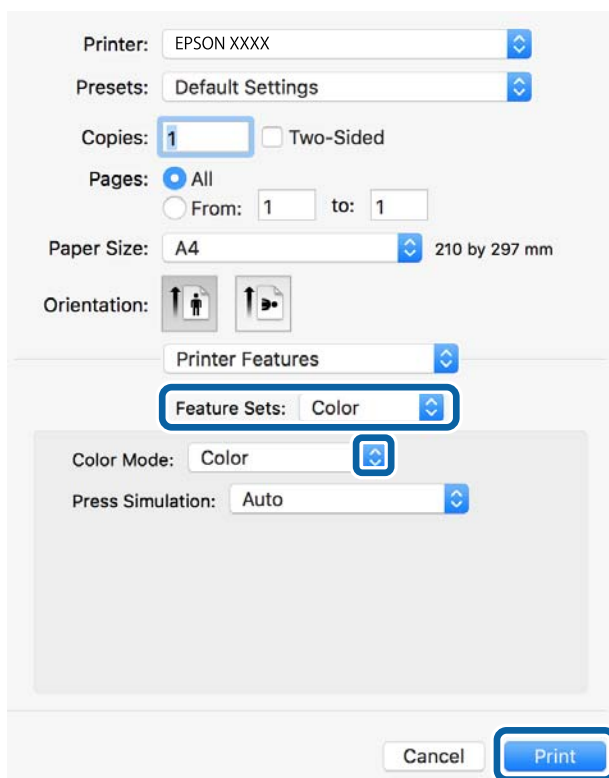 Printer: EPSON XXXX
Presets: Default Settings
Copies: 1 Two-Sided
Pages: All
From: 1 to: 1
Paper Size: A4 210 by 297 mm
Orientation:
Printer Features
Feature Sets: Color
Color Mode: Color
Press Simulation: Auto
Cancel Print